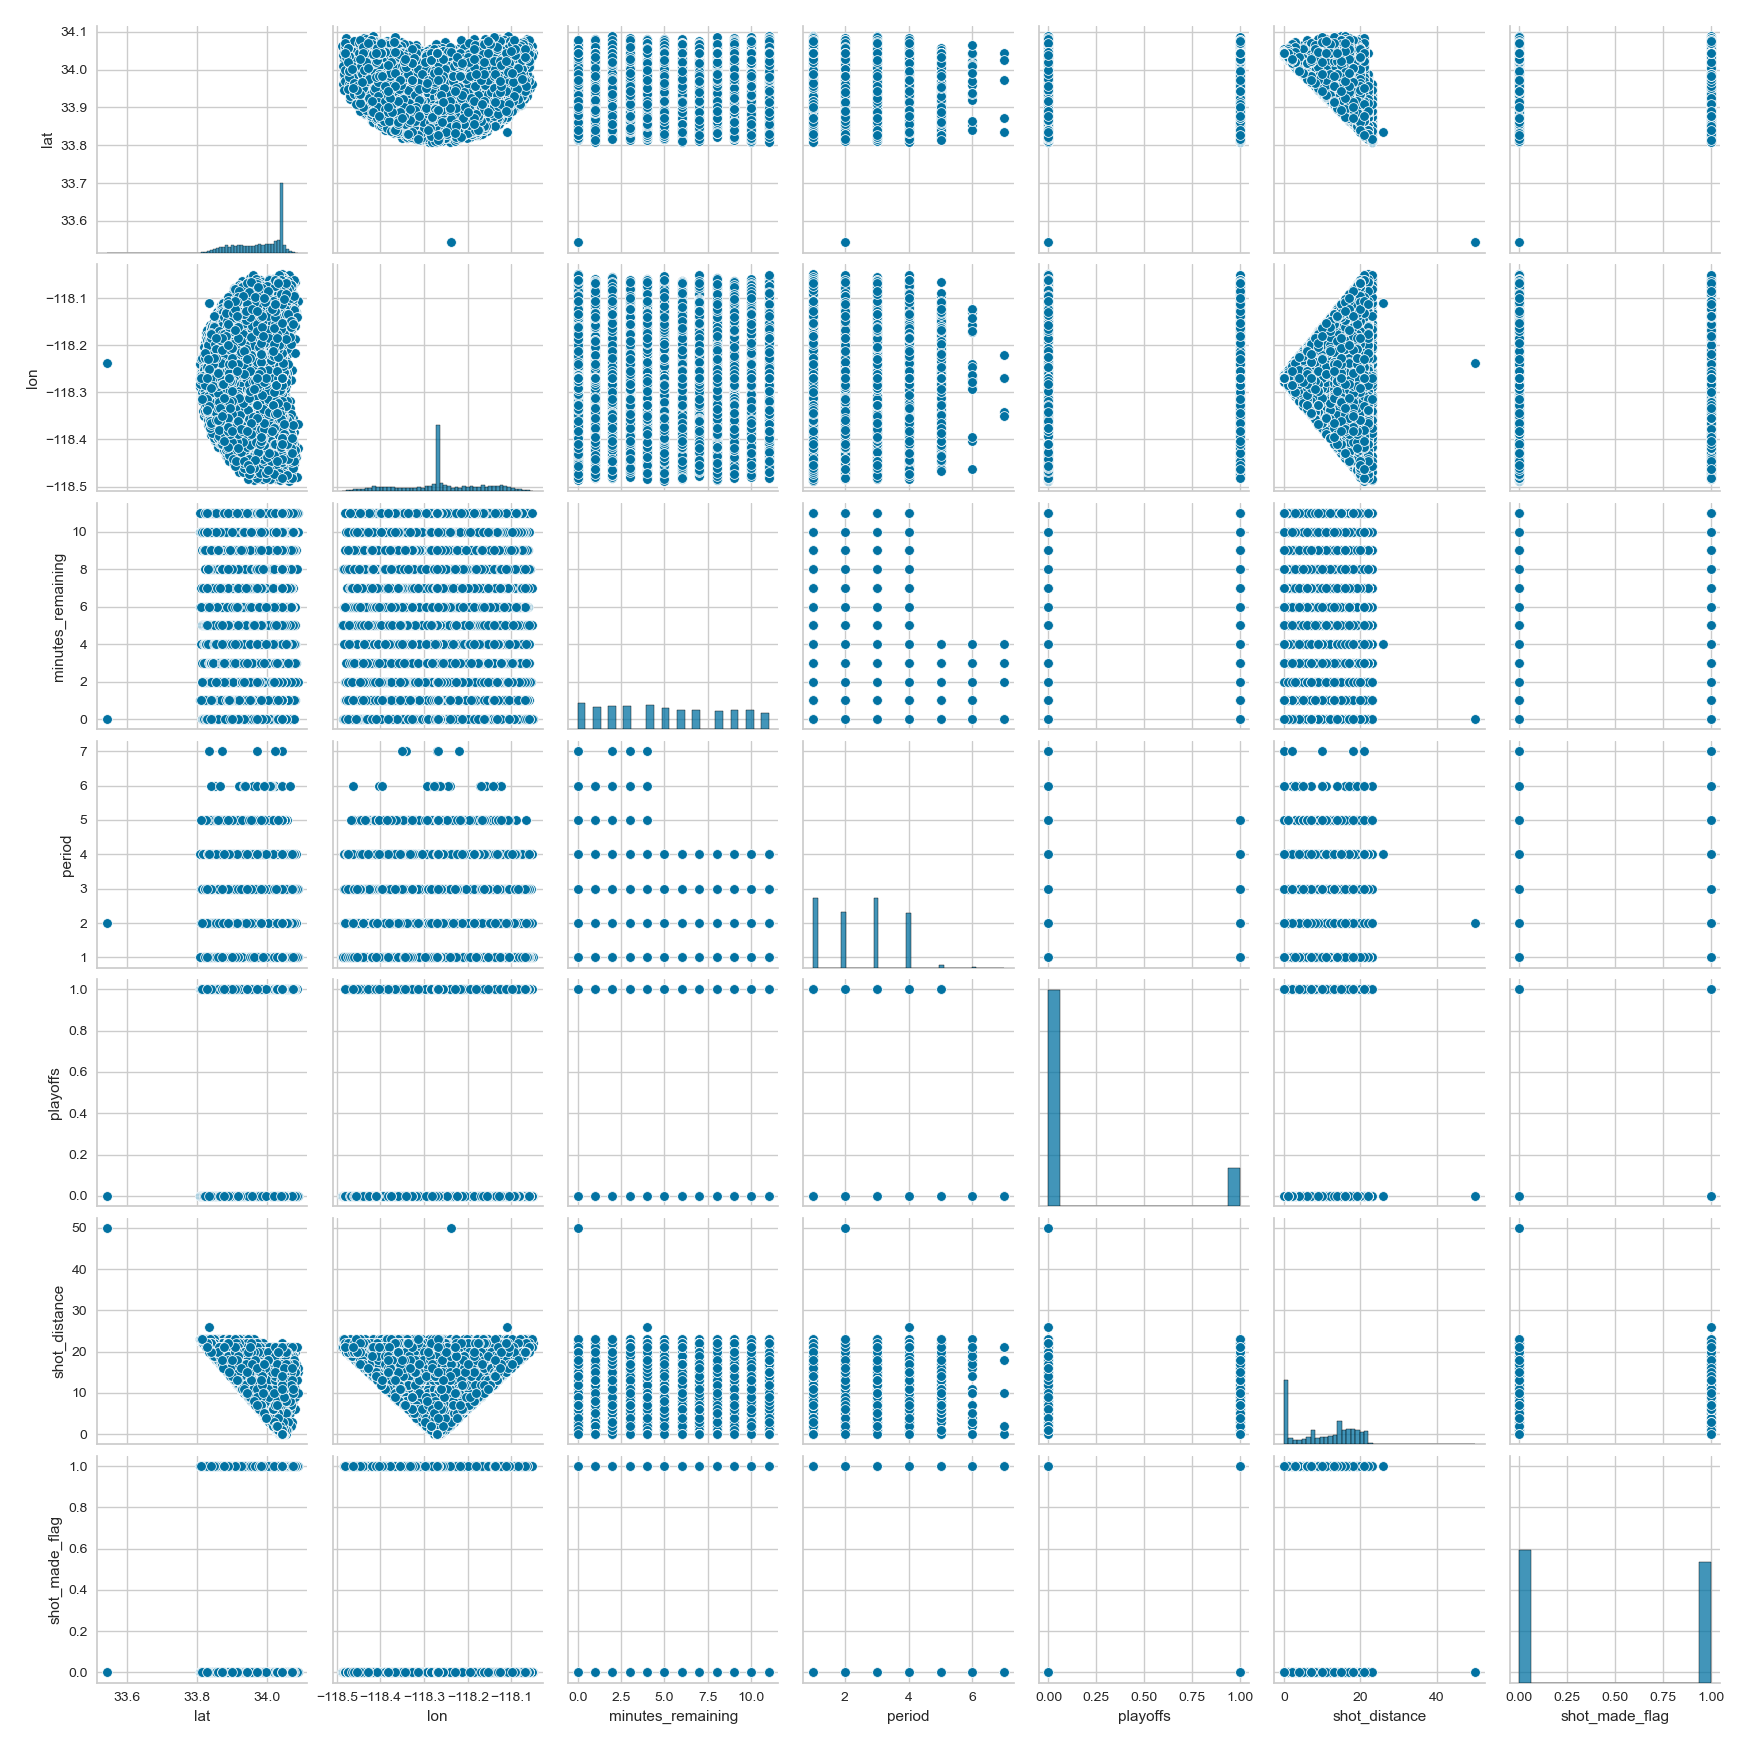 34.1
34.0
33.9
33.8
33.7
33.6
lat
−118.1
−118.2
−118.3
−118.4
−118.5
lon
10
8
6
4
2
0
minutes_remaining
7
6
5
4
3
2
1
period
1.0
0.8
0.6
0.4
0.2
0.0
playoffs
50
40
30
20
10
0
shot_distance
1.0
0.8
0.6
0.4
0.2
0.0
shot_made_flag
33.6 33.8 34.0
−118.5 −118.4 −118.3 −118.2 −118.1
0.0 2.5 5.0 7.5 10.0
2 4 6
0.00 0.25 0.50 0.75 1.00
0 20 40
0.00 0.25 0.50 0.75 1.00
lat lon minutes_remaining period playoffs shot_distance shot_made_flag